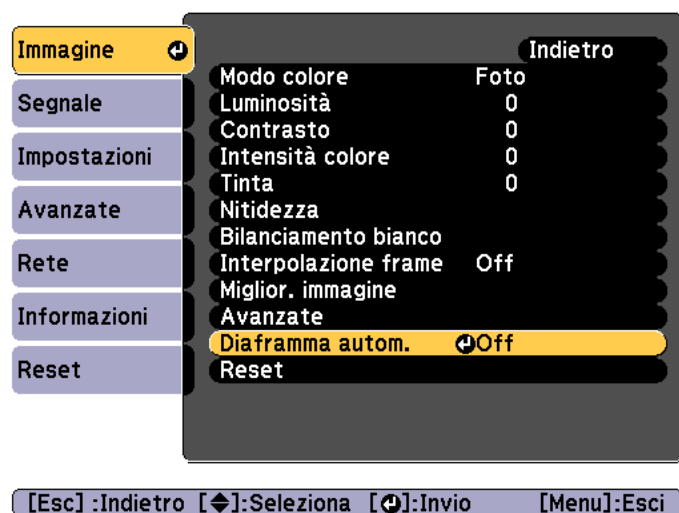 Immagine
Segnale
Impostazioni
Avanzate
Rete
Informazioni
Reset
Indietro
Modo colore Foto
Luminosità 0
Contrasto 0
Intensità colore 0
Tinta 0
Nitidezza
Bilanciamento bianco
Interpolazione frame Off
Miglior. immagine
Avanzate
Diaframma autom. Off
Reset
[Esc] :Indietro [◆]:Seleziona [↵]:Invio [Menu]:Esci